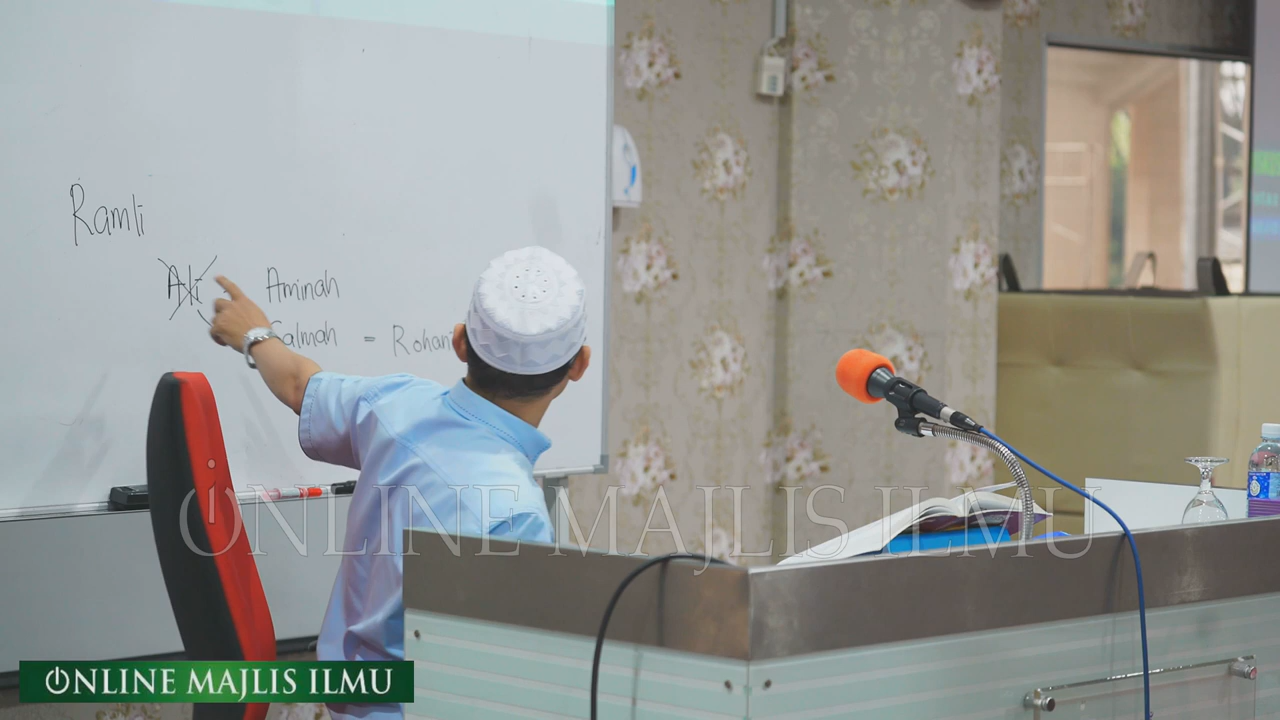 Ramli
Ali = Aminah
Salmah = Rohani
ONLINE MAJLIS ILMU
ONLINE MAJLIS ILMU